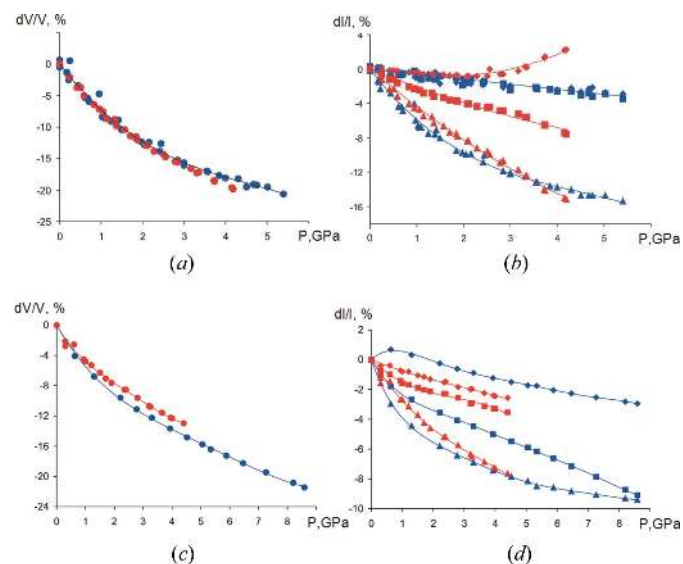 dV/V, %
0
-5
-10
-15
-20
-25
0 1 2 3 4 5
P,GPa
(a)
dl/l, %
4
0
-4
-8
-12
-16
0 1 2 3 4 5
P,GPa
(b)
dV/V, %
0
-4
-8
-12
-16
-20
-24
0 1 2 3 4 5 6 7 8
P,GPa
(c)
dl/l, %
2
0
-2
-4
-6
-8
-10
0 1 2 3 4 5 6 7 8
P,GPa
(d)